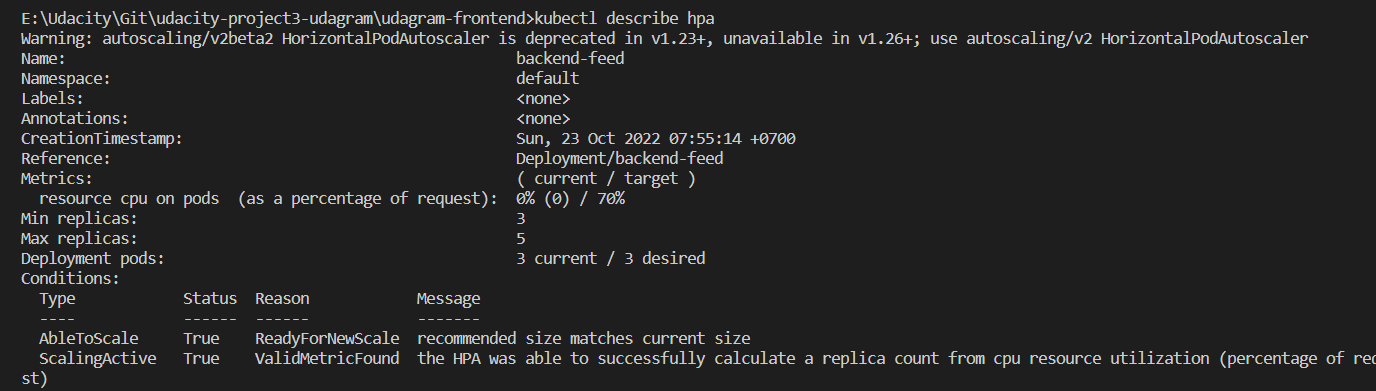 E:\Udacity\Git\udacity-project3-udagram\udagram-frontend>kubectl describe hpa
Warning: autoscaling/v2beta2 HorizontalPodAutoscaler is deprecated in v1.23+, unavailable in v1.26+; use autoscaling/v2 HorizontalPodAutoscaler
Name: backend-feed
Namespace: default
Labels: <none>
Annotations: <none>
CreationTimestamp: Sun, 23 Oct 2022 07:55:14 +0700
Reference: Deployment/backend-feed
Metrics: ( current / target )
  resource cpu on pods  (as a percentage of request): 0% (0) / 70%
Min replicas: 3
Max replicas: 5
Deployment pods: 3 current / 3 desired
Conditions:
  Type Status Reason Message
  ---- ------ ------ -------
  AbleToScale True ReadyForNewScale recommended size matches current size
  ScalingActive True ValidMetricFound the HPA was able to successfully calculate a replica count from cpu resource utilization (percentage of req
st)